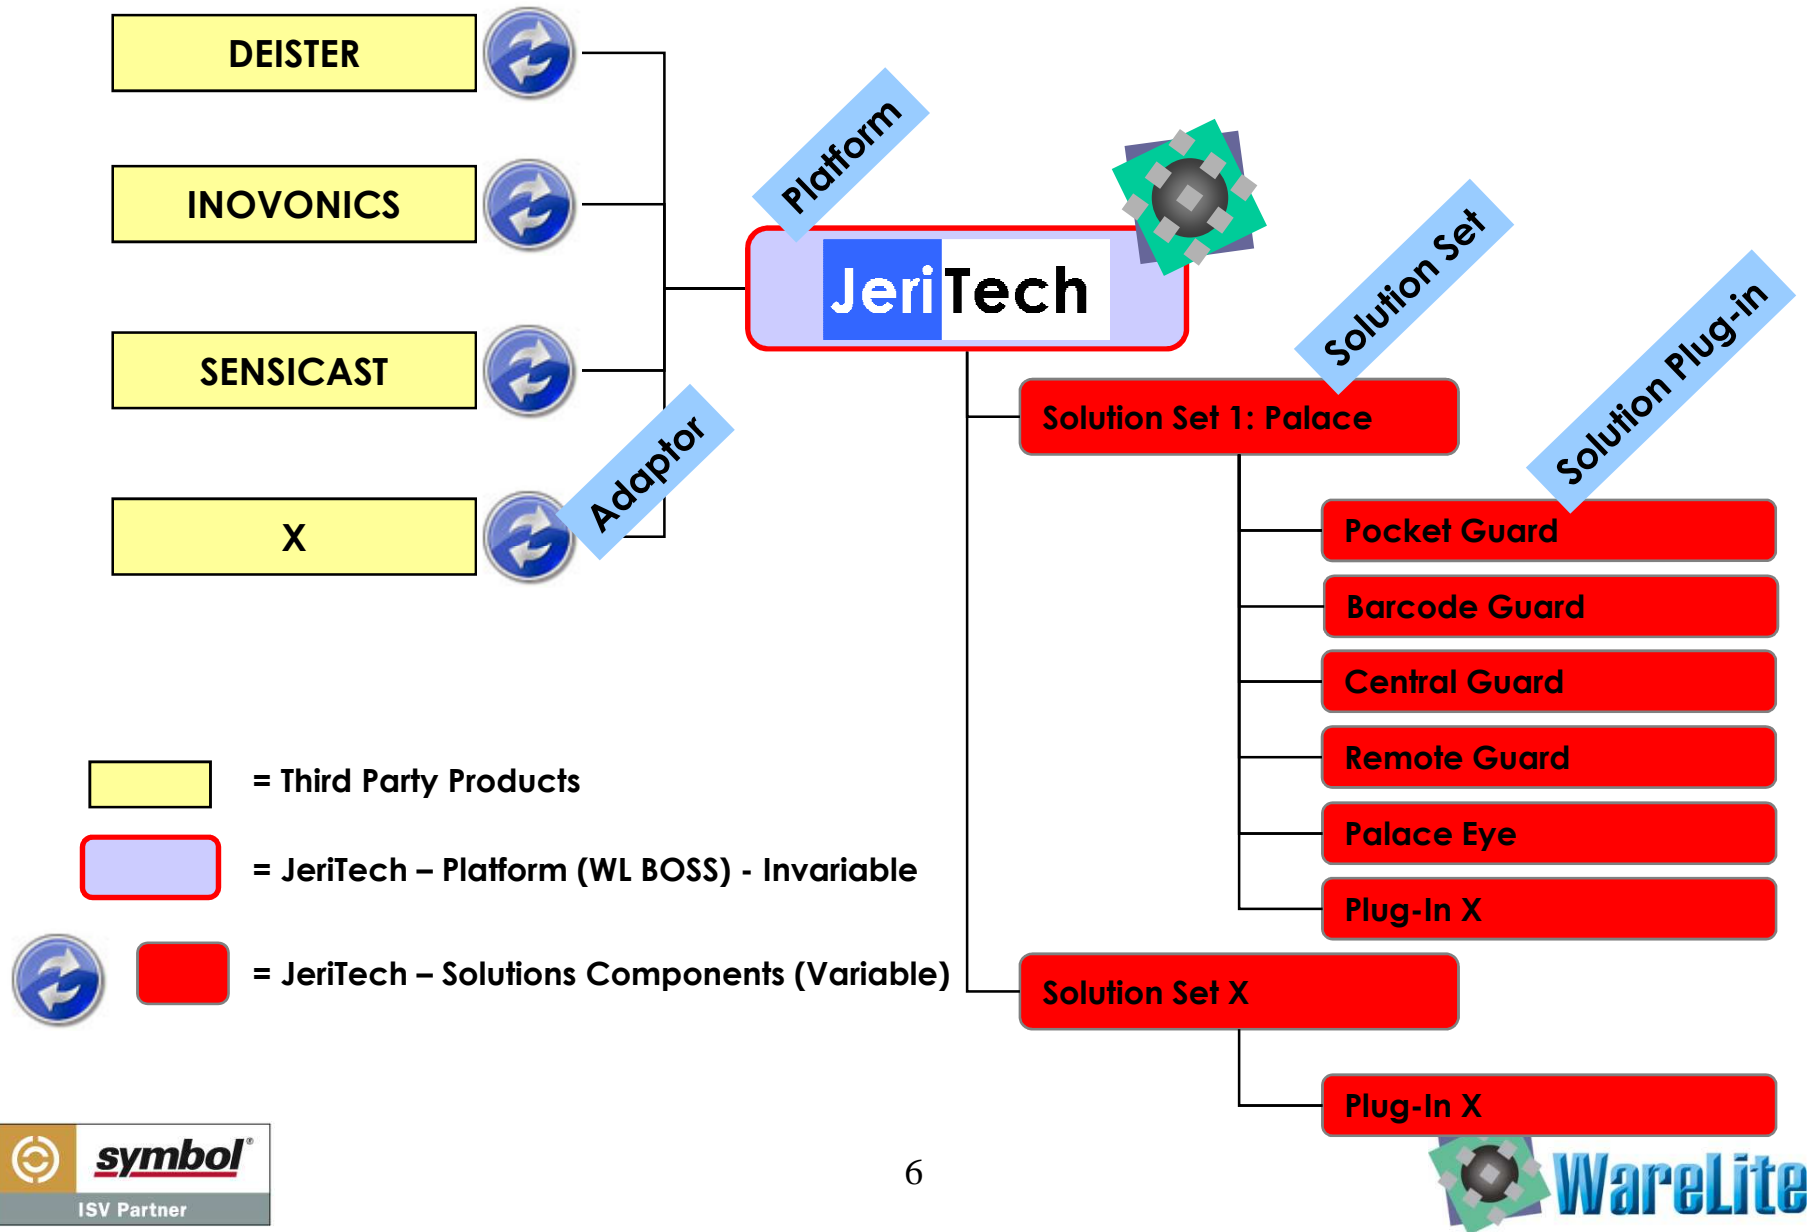 DEISTER
INOVONICS
SENSICAST
X
Adaptor
Platform
JeriTech
Solution Set
Solution Plug-in
Solution Set 1: Palace
Pocket Guard
Barcode Guard
Central Guard
Remote Guard
Palace Eye
Plug-In X
Solution Set X
Plug-In X
= Third Party Products
= JeriTech – Platform (WL BOSS) - Invariable
= JeriTech – Solutions Components (Variable)
symbol®
ISV Partner
6
WareLite